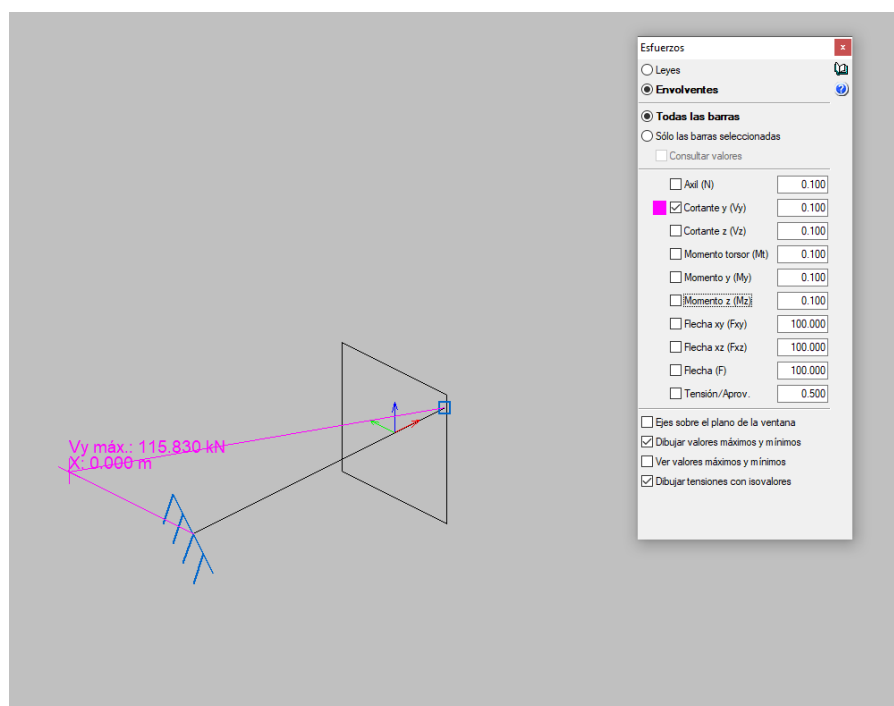 Esfuerzos
x
Leyes
Envolventes
?
Todas las barras
Sólo las barras seleccionadas
Consultar valores
Axil (N) 0.100
Cortante y (Vy) 0.100
Cortante z (Vz) 0.100
Momento torsor (Mt) 0.100
Momento y (My) 0.100
Momento z (Mz) 0.100
Flecha xy (Fxy) 100.000
Flecha xz (Fxz) 100.000
Flecha (F) 100.000
Tensión/Aprov. 0.500
Ejes sobre el plano de la ventana
Dibujar valores máximos y mínimos
Ver valores máximos y mínimos
Dibujar tensiones con isovalores
Vy máx.: 115.830 kN
X: 0.000 m